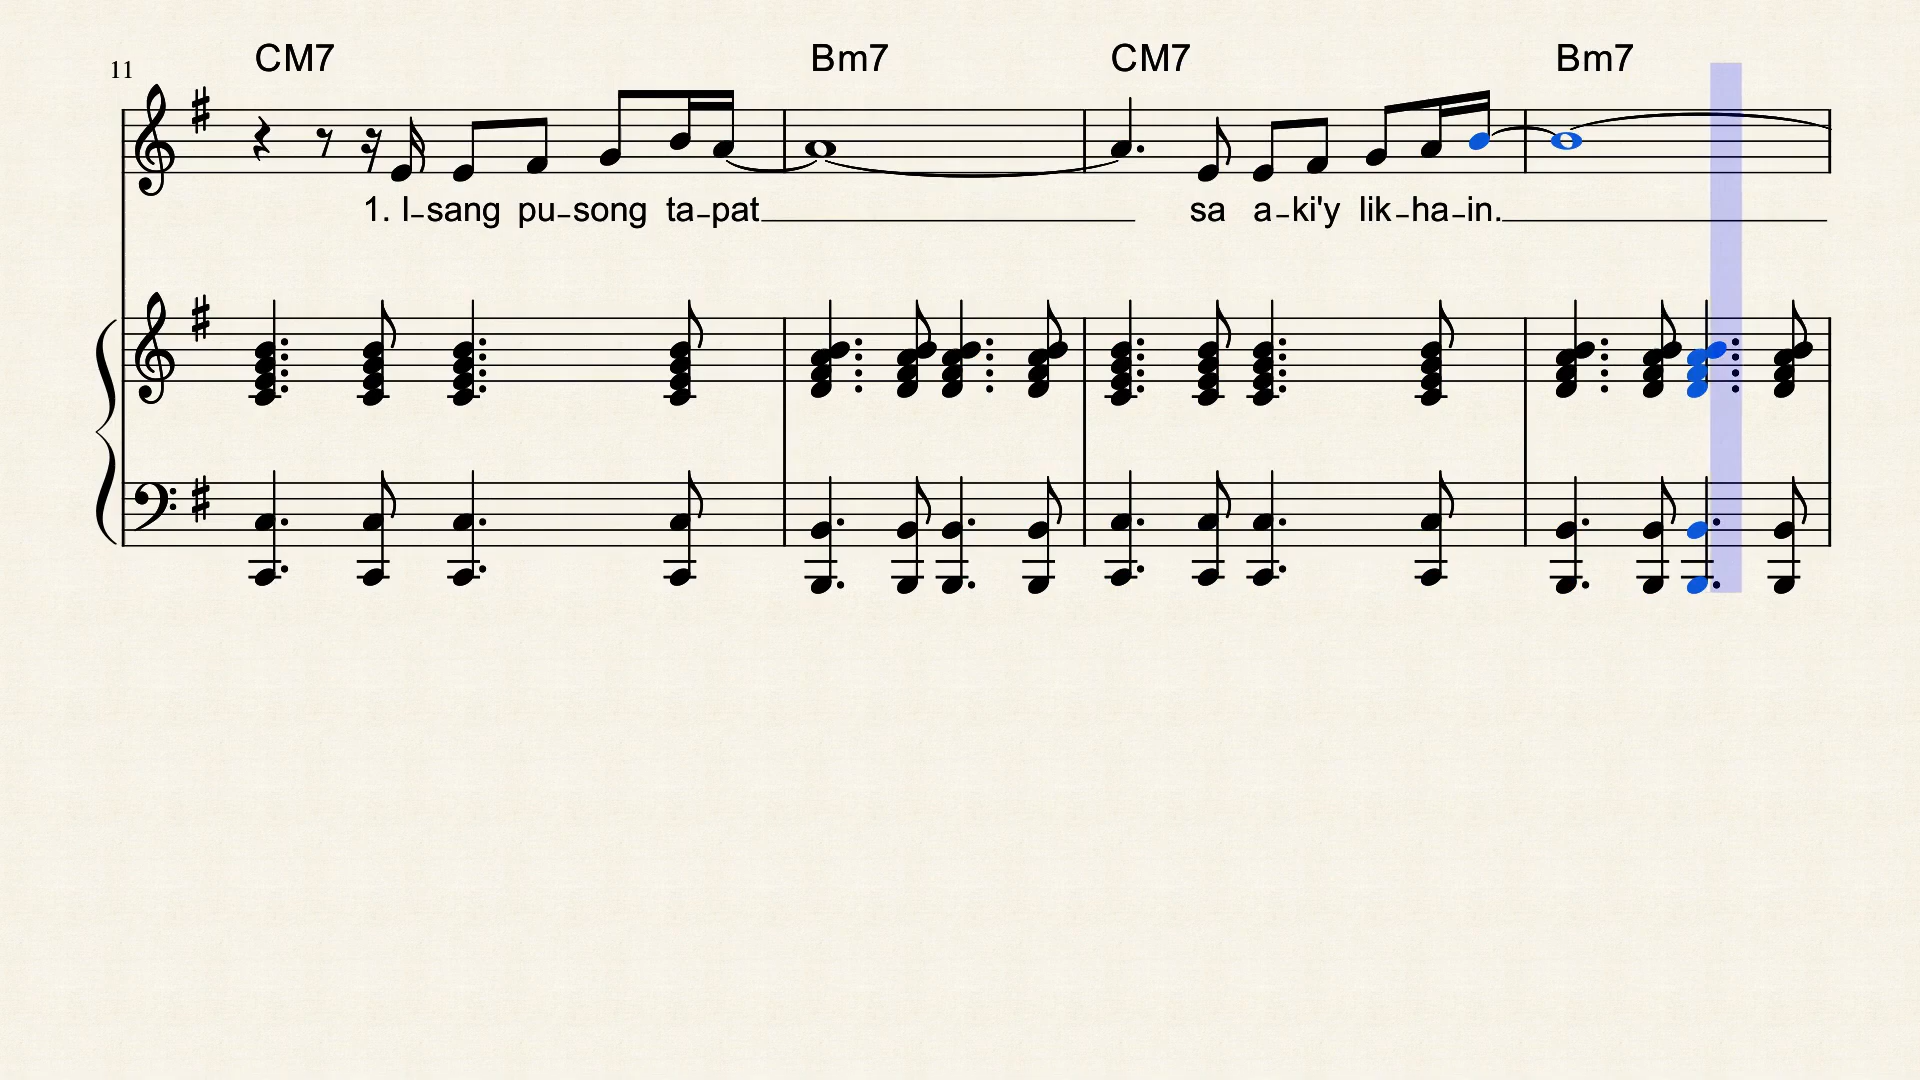 CM7 Bm7 CM7 Bm7
11
1. I-sang pu-song ta-pat sa a-ki'y lik-ha-in.